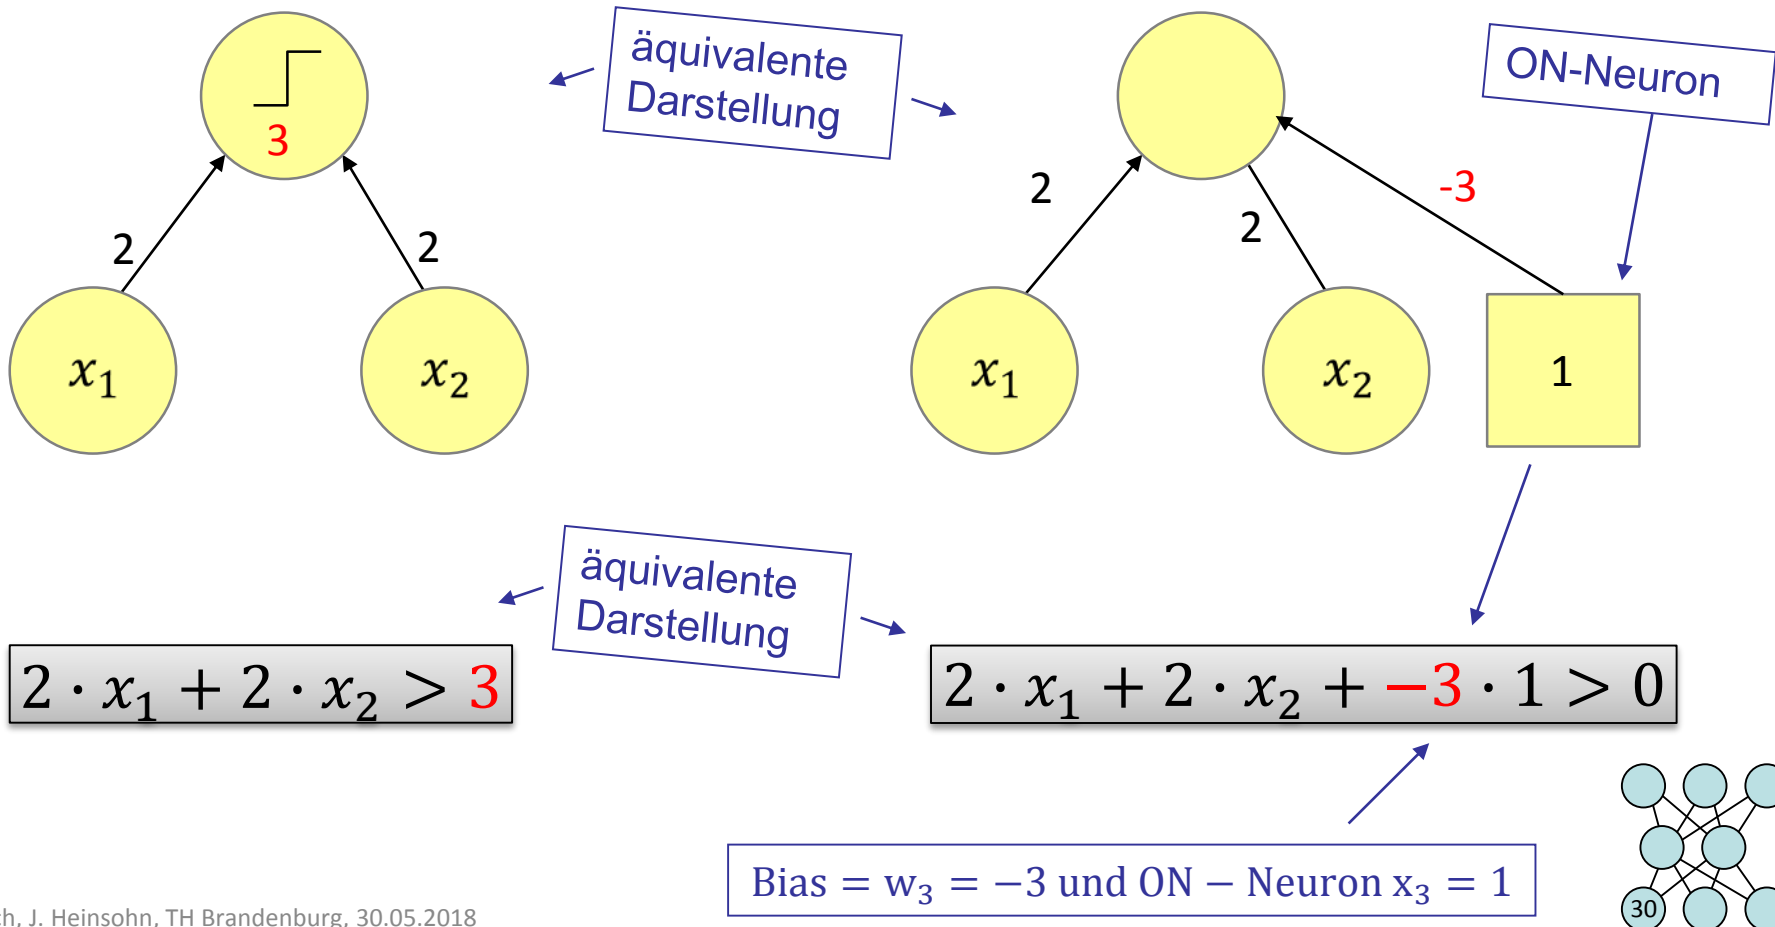 äquivalente
Darstellung
ON-Neuron
3
2
2
2
2
-3
x₁
x₂
x₁
x₂
1
äquivalente
Darstellung
2 · x₁ + 2 · x₂ > 3
2 · x₁ + 2 · x₂ + −3 · 1 > 0
Bias = w₃ = −3 und ON − Neuron x₃ = 1
J. Heinsohn, TH Brandenburg, 30.05.2018
30